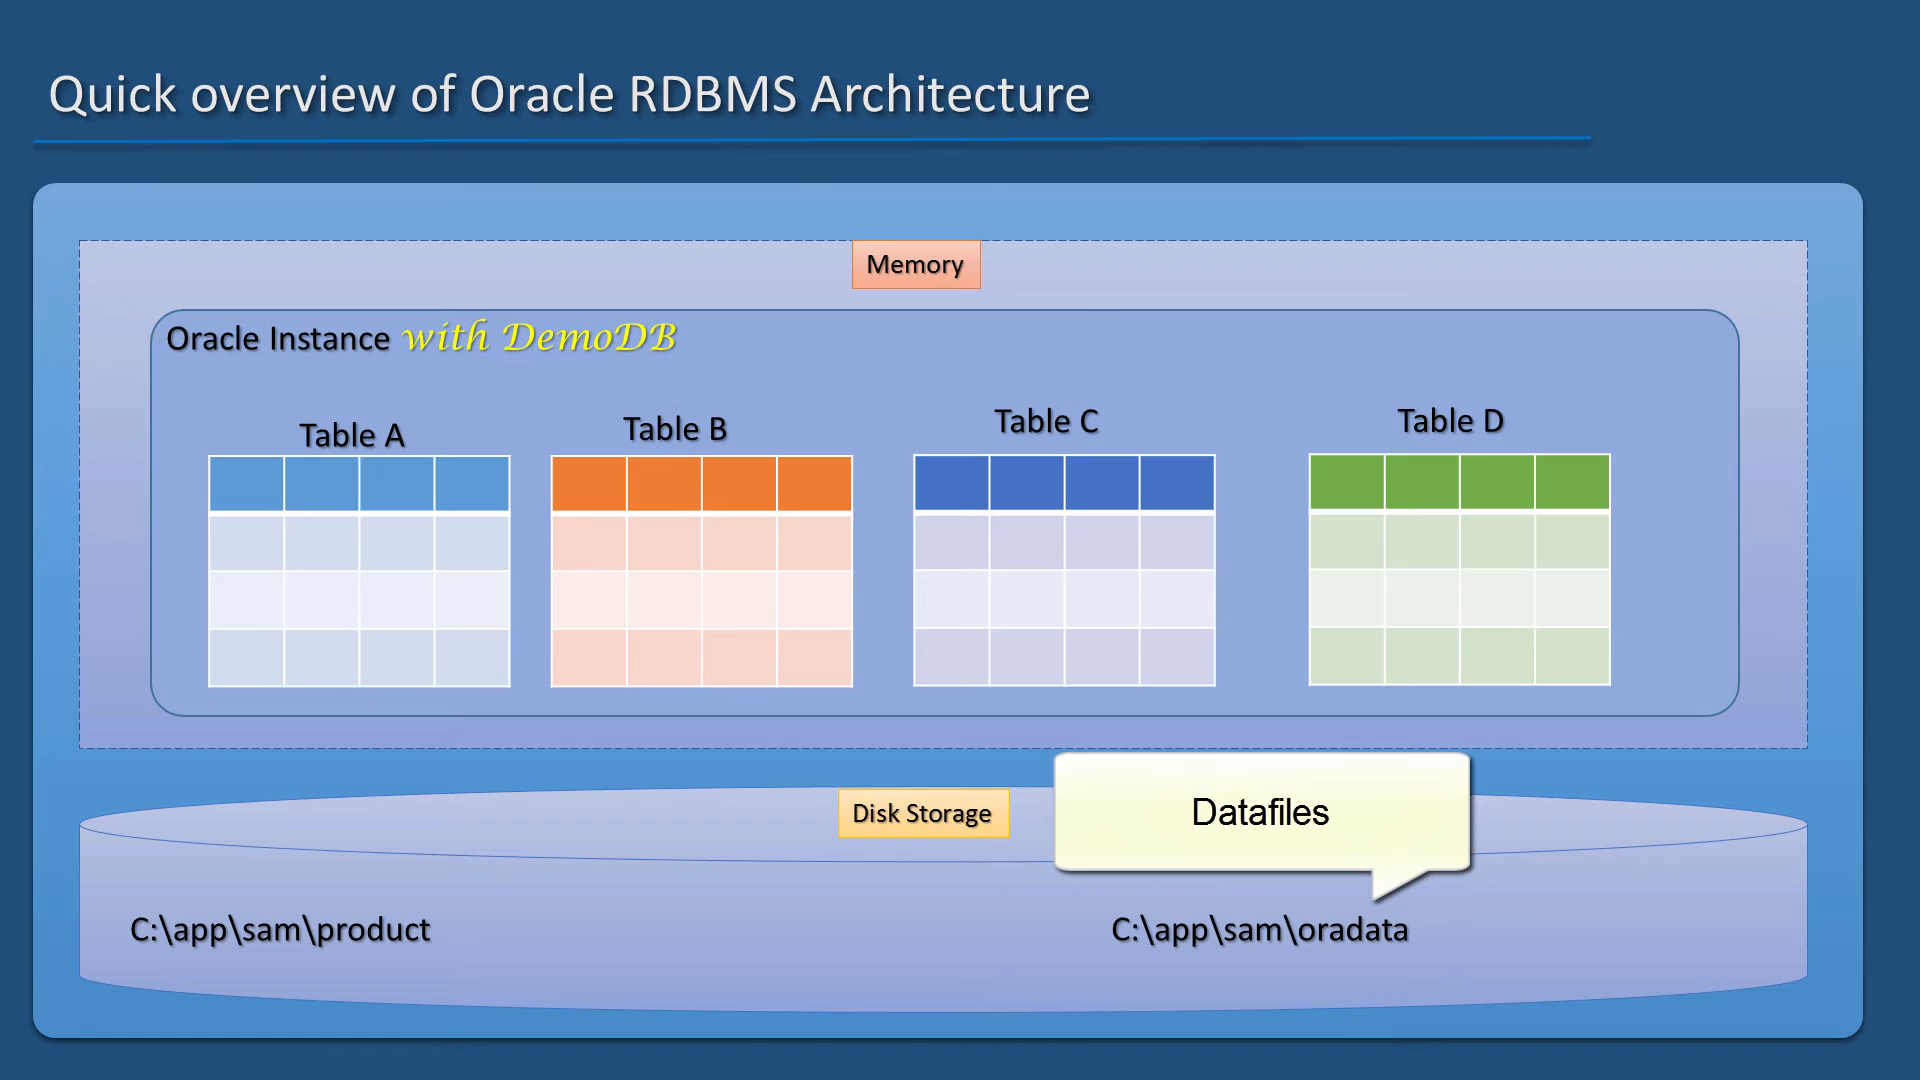 Quick overview of Oracle RDBMS Architecture
Memory
Oracle Instance with DemoDB
Table A
Table B
Table C
Table D
Disk Storage
Datafiles
C:\app\sam\product
C:\app\sam\oradata